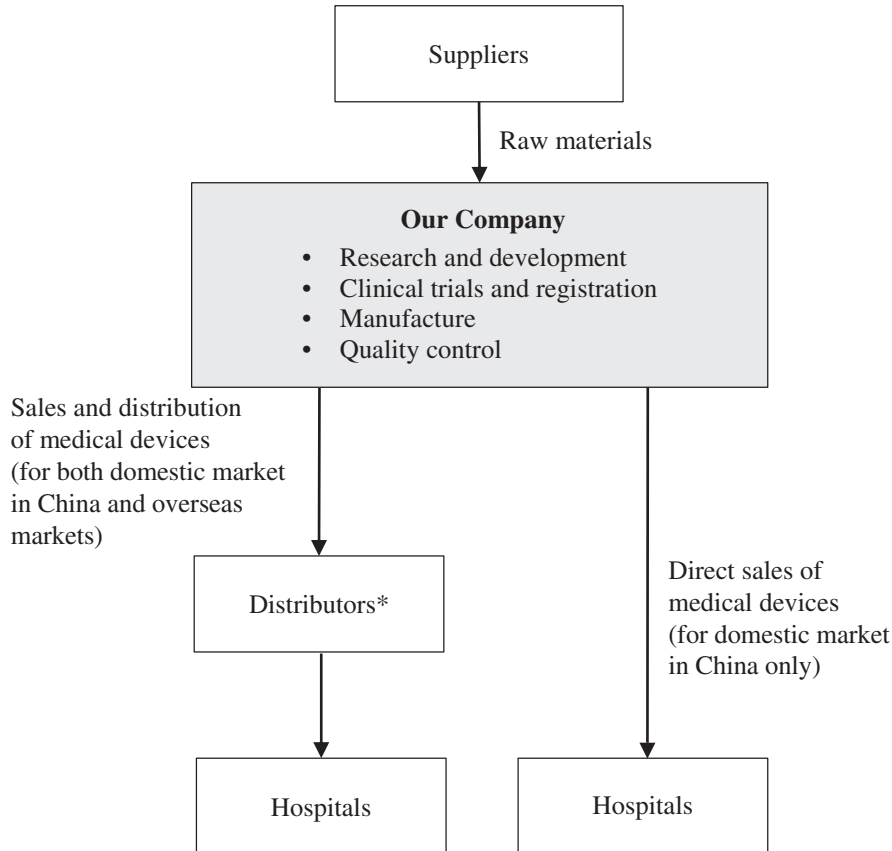 Suppliers
Raw materials
Our Company
• Research and development
• Clinical trials and registration
• Manufacture
• Quality control
Sales and distribution
of medical devices
(for both domestic market
in China and overseas
markets)
Distributors*
Direct sales of
medical devices
(for domestic market
in China only)
Hospitals
Hospitals